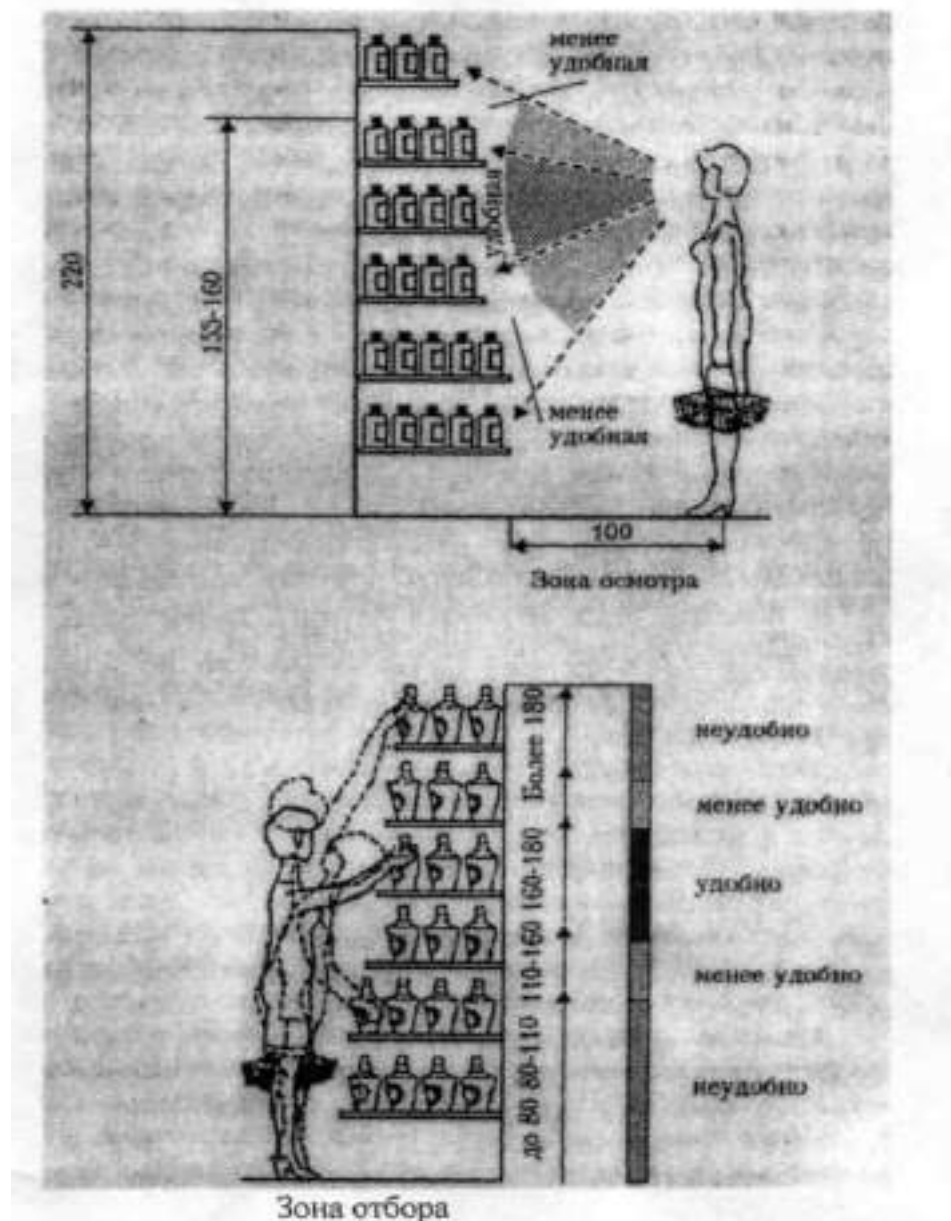 менее
удобная
удобная
220
155-160
менее
удобная
100
Зона осмотра
Более 180
160-180
110-160
80-110
до 80
неудобно
менее удобно
удобно
менее удобно
неудобно
Зона отбора